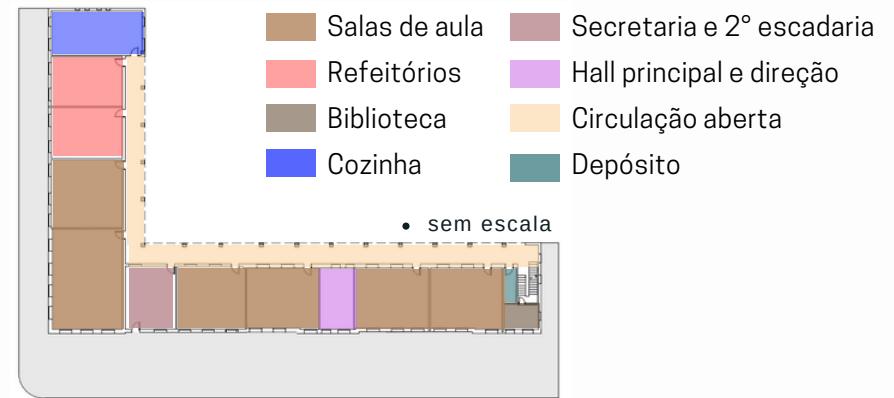 Salas de aula
Secretaria e 2° escadaria
Refeitórios
Hall principal e direção
Biblioteca
Circulação aberta
Cozinha
Depósito
• sem escala